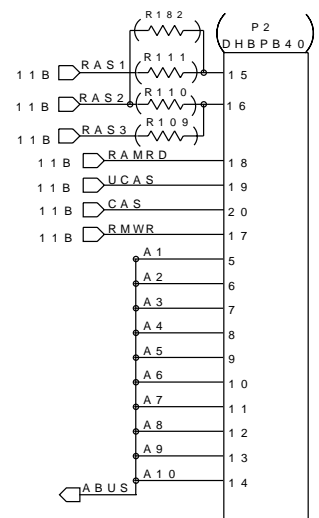 R182
P2
DHBPB40
11B RAS1 R111 15
11B RAS2 R110 16
11B RAS3 R109
11B RAMRD 18
11B UCAS 19
11B CAS 20
11B RMWR 17
A1 5
A2 6
A3 7
A4 8
A5 9
A6 10
A7 11
A8 12
A9 13
A10 14
ABUS